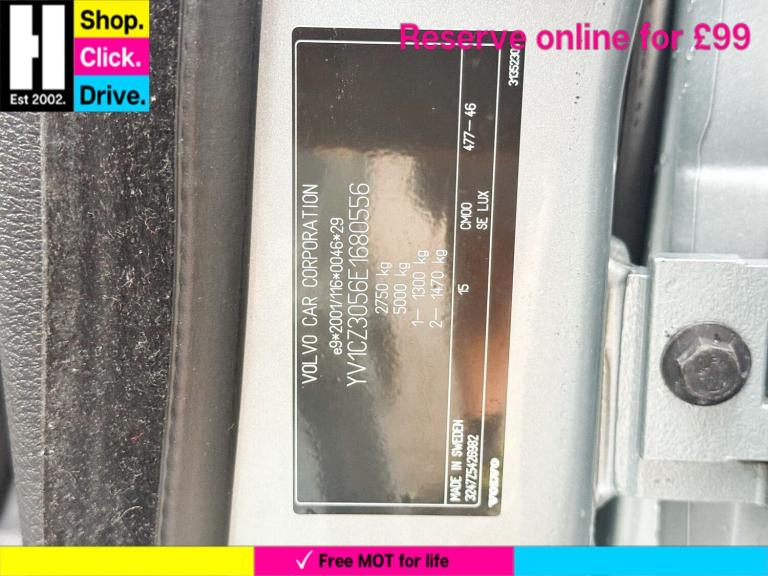 Shop.
Click.
Drive.
H
Est 2002.
Reserve online for £99
VOLVO CAR CORPORATION
e9*2001/116*0046*29
YV1CZ3056E1680556
2750 kg
5000 kg
1– 1300 kg
2– 1470 kg
15 CM00 477–46
SE LUX
MADE IN SWEDEN
3247Z5426982
VOLVO
3135230
✓ Free MOT for life